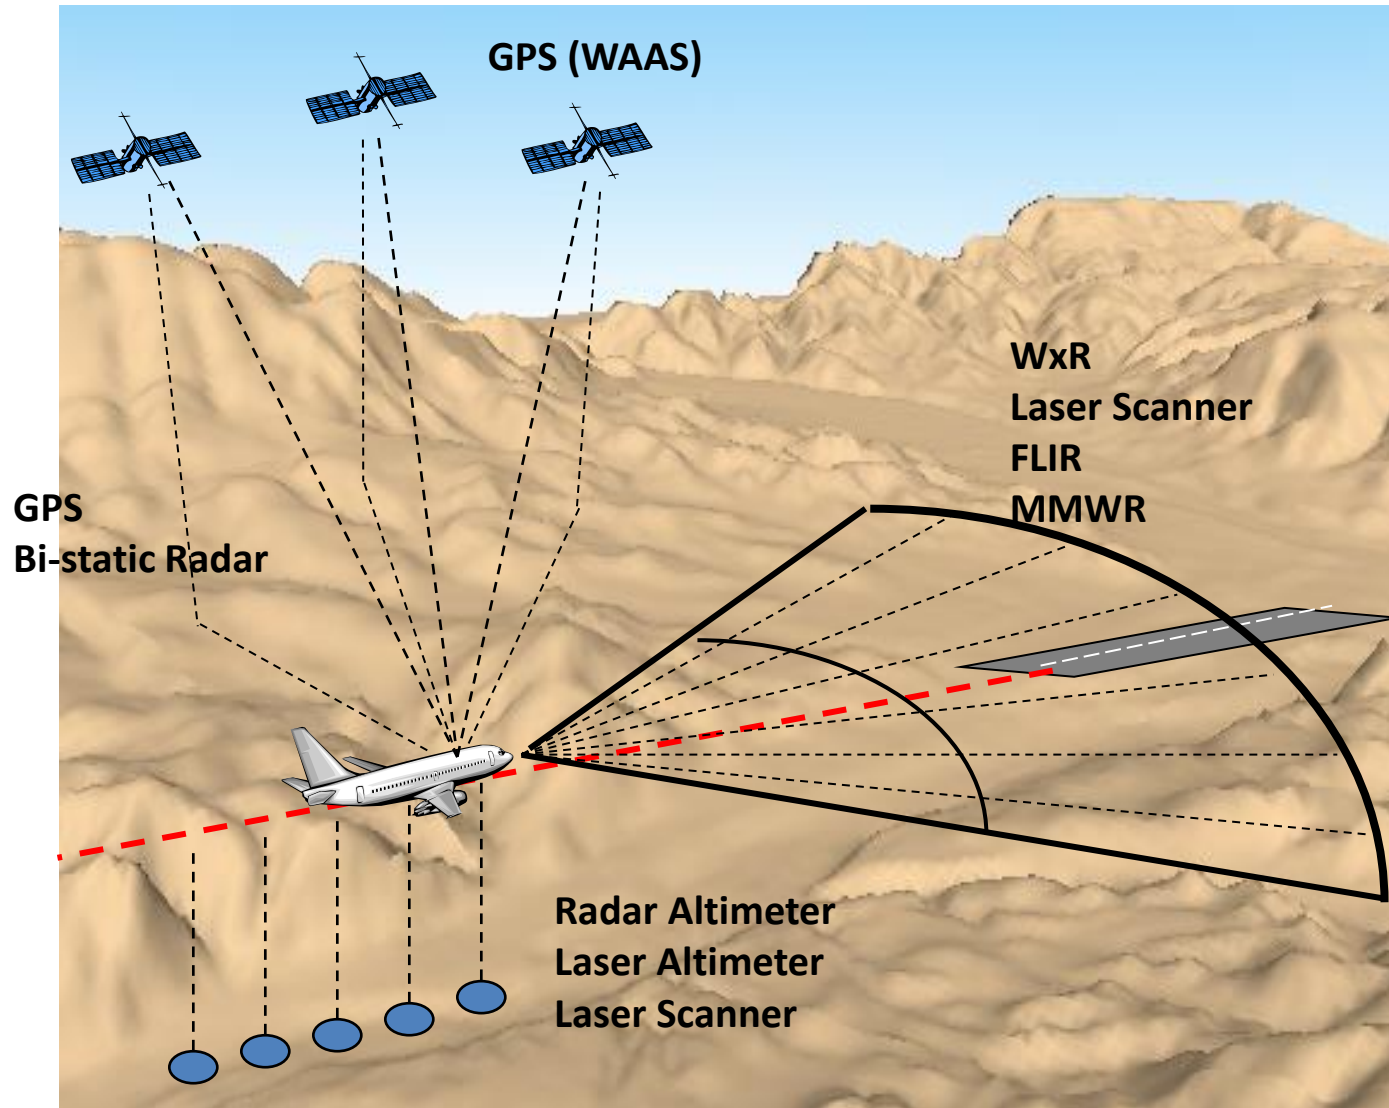 GPS (WAAS)
WxR
Laser Scanner
FLIR
MMWR
GPS
Bi-static Radar
Radar Altimeter
Laser Altimeter
Laser Scanner